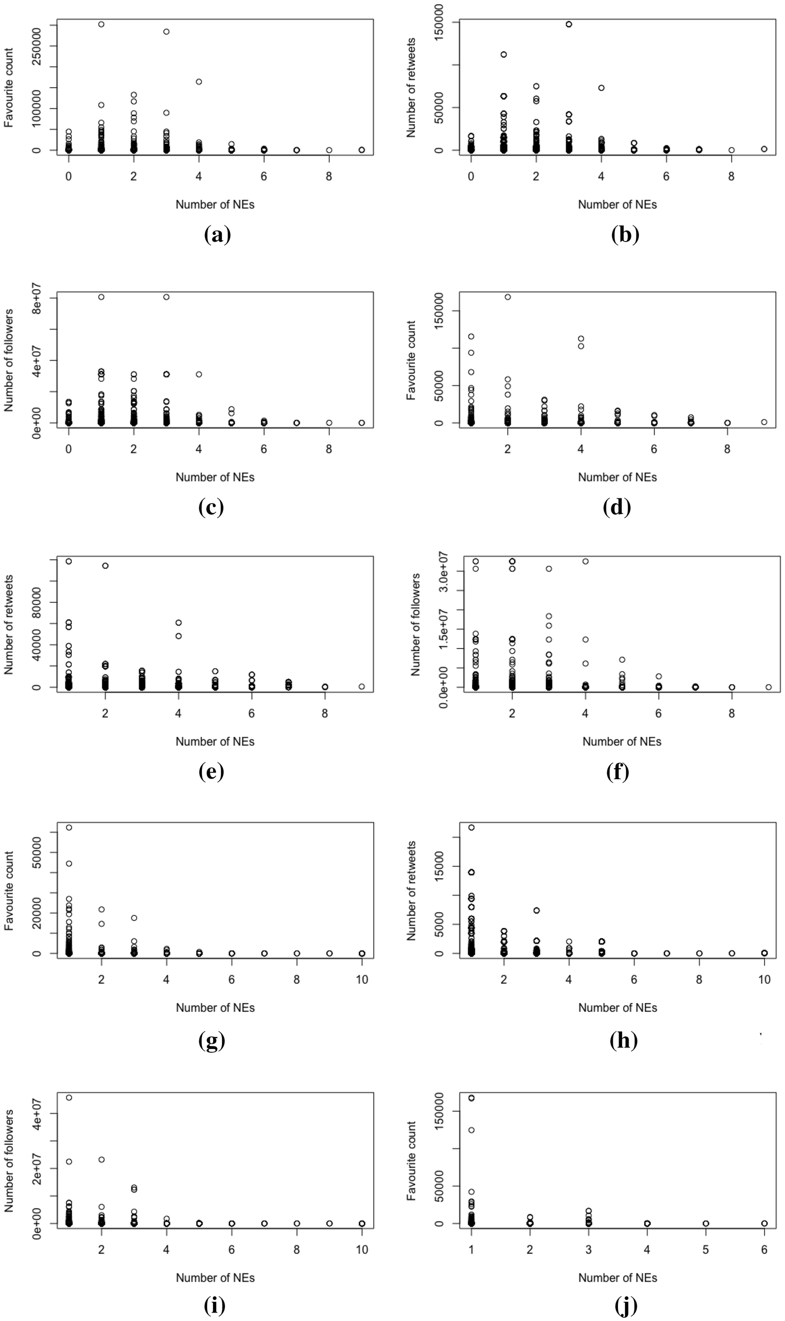 250000
100000
0
Favourite count
0 2 4 6 8
Number of NEs
(a)
150000
50000
0
Number of retweets
0 2 4 6 8
Number of NEs
(b)
8e+07
4e+07
0e+00
Number of followers
0 2 4 6 8
Number of NEs
(c)
150000
50000
0
Favourite count
2 4 6 8
Number of NEs
(d)
80000
40000
0
Number of retweets
2 4 6 8
Number of NEs
(e)
3.0e+07
1.5e+07
0.0e+00
Number of followers
2 4 6 8
Number of NEs
(f)
50000
20000
0
Favourite count
2 4 6 8 10
Number of NEs
(g)
15000
5000
0
Number of retweets
2 4 6 8 10
Number of NEs
(h)
4e+07
2e+07
0e+00
Number of followers
2 4 6 8 10
Number of NEs
(i)
150000
50000
0
Favourite count
1 2 3 4 5 6
Number of NEs
(j)